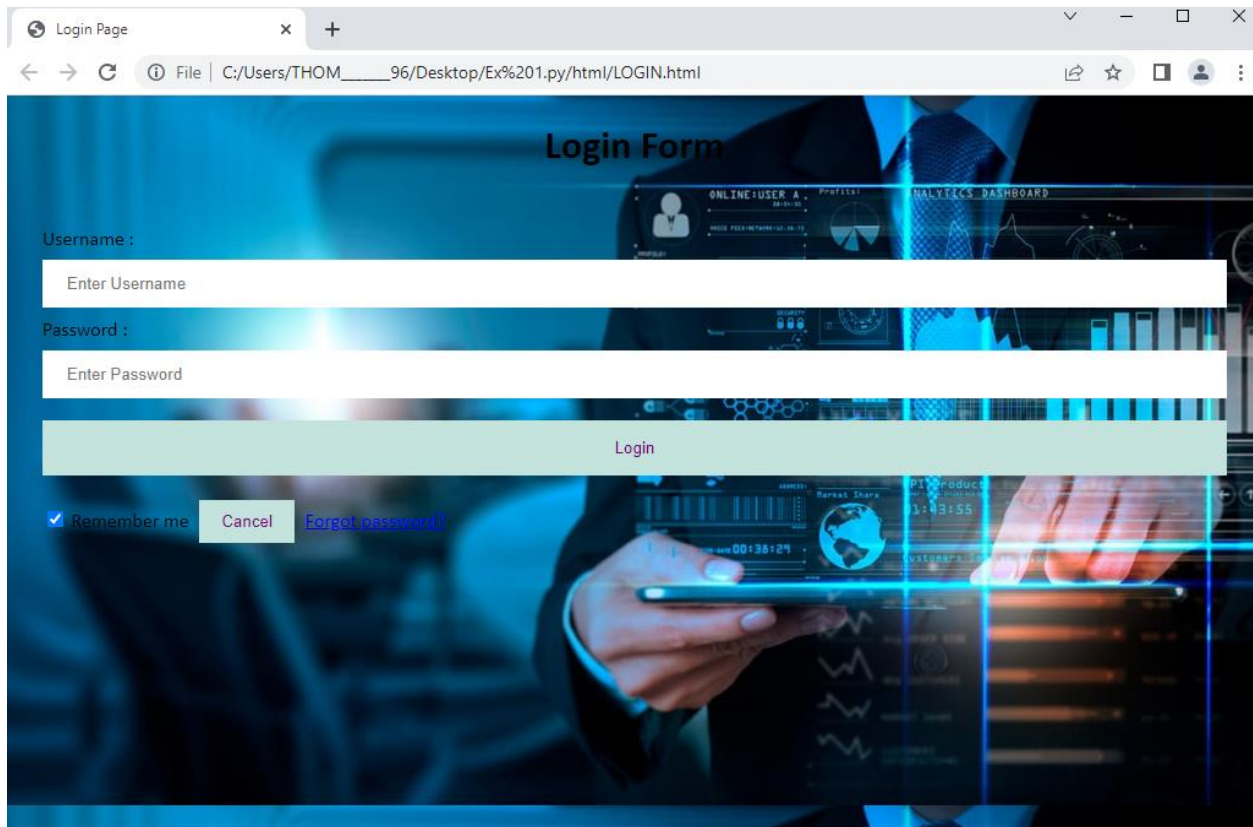 Login Page
File | C:/Users/THOM______96/Desktop/Ex%201.py/html/LOGIN.html
Login Form
ONLINE:USER A
Profits:
NALYTICS DASHBOARD
Username :
Enter Username
Password :
SECURITY
Enter Password
Login
Market Share
roduct
1:43:55
Remember me
Cancel
Forgot password?
00:38:29